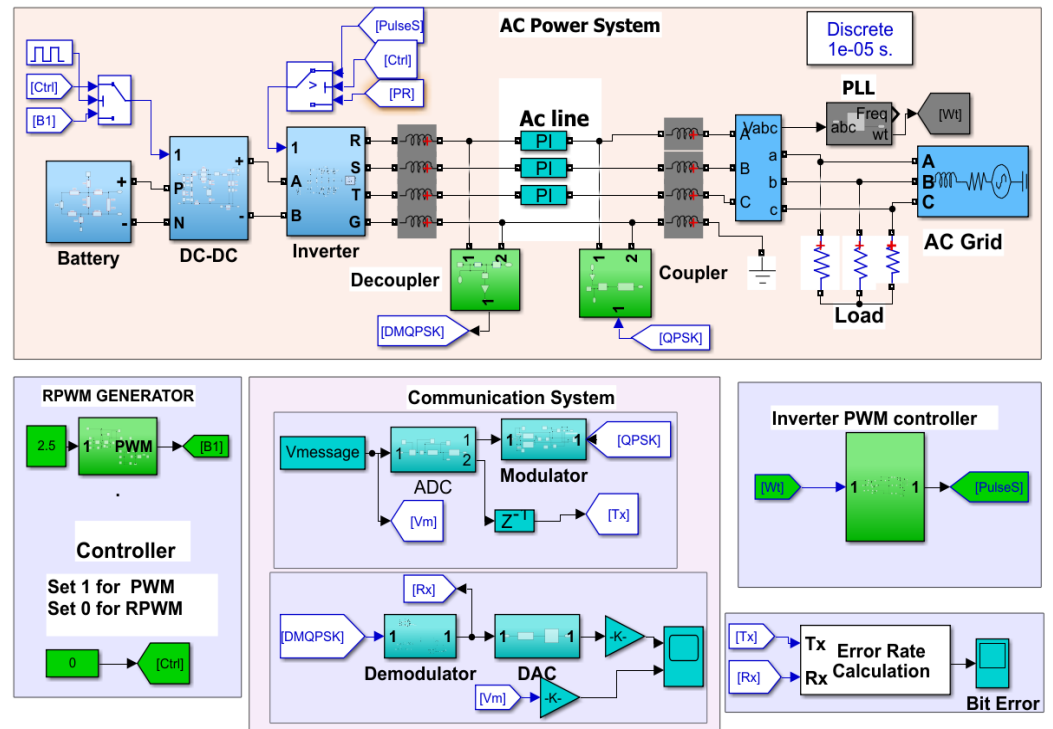 AC Power System
Discrete
1e-05 s.
[PulseS]
[Ctrl]
[PR]
[Ctrl]
[B1]
PLL
Vabc
abc
Freq
wt
[Wt]
Ac line
1
+
-
P
N
+
-
Battery
DC-DC
1
>
A
B
R
S
T
G
Inverter
PI
PI
PI
A
B
C
a
b
c
A
B
C
AC Grid
Load
Decoupler
1
2
1
Coupler
1
2
1
[DMQPSK]
[QPSK]
RPWM GENERATOR
2.5
1
PWM
[B1]
.
Controller
Set 1 for PWM
Set 0 for RPWM
0
[Ctrl]
Communication System
Vmessage
1
1
2
ADC
1
1
Modulator
[QPSK]
[Vm]
Z-1
[Tx]
[Rx]
[DMQPSK]
1
1
Demodulator
1
1
DAC
-K-
[Vm]
-K-
Inverter PWM controller
[Wt]
1
1
[PulseS]
[Tx]
[Rx]
Tx
Rx
Error Rate
Calculation
Bit Error